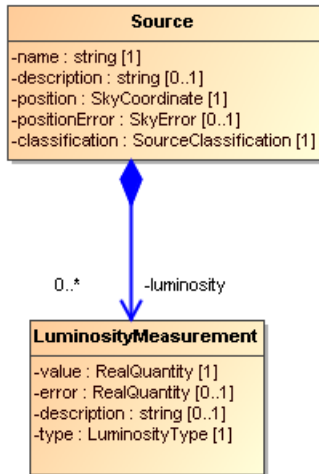 Source
-name : string [1]
-description : string [0..1]
-position : SkyCoordinate [1]
-positionError : SkyError [0..1]
-classification : SourceClassification [1]
0..* -luminosity
LuminosityMeasurement
-value : RealQuantity [1]
-error : RealQuantity [0..1]
-description : string [0..1]
-type : LuminosityType [1]